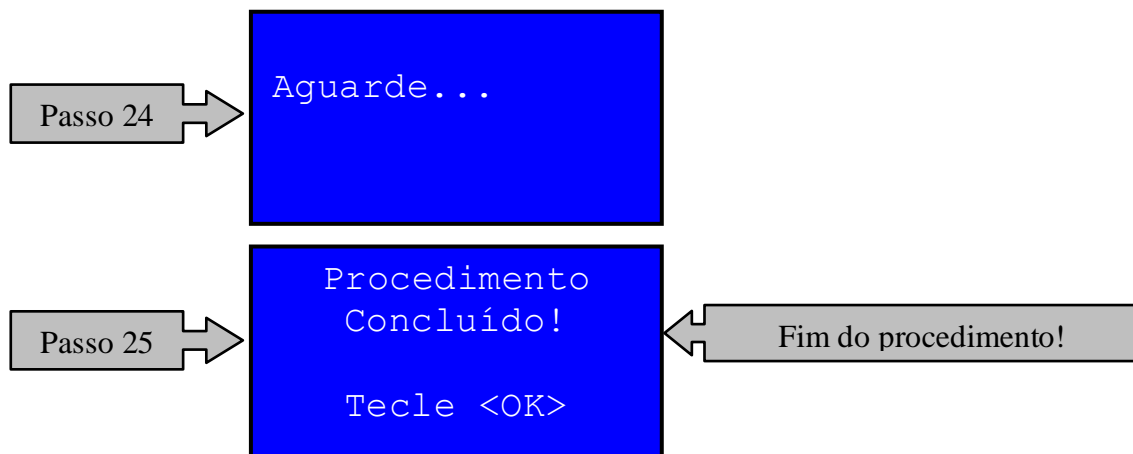 Passo 24
Aguarde...
Passo 25
Procedimento
Concluído!
Tecle <OK>
Fim do procedimento!